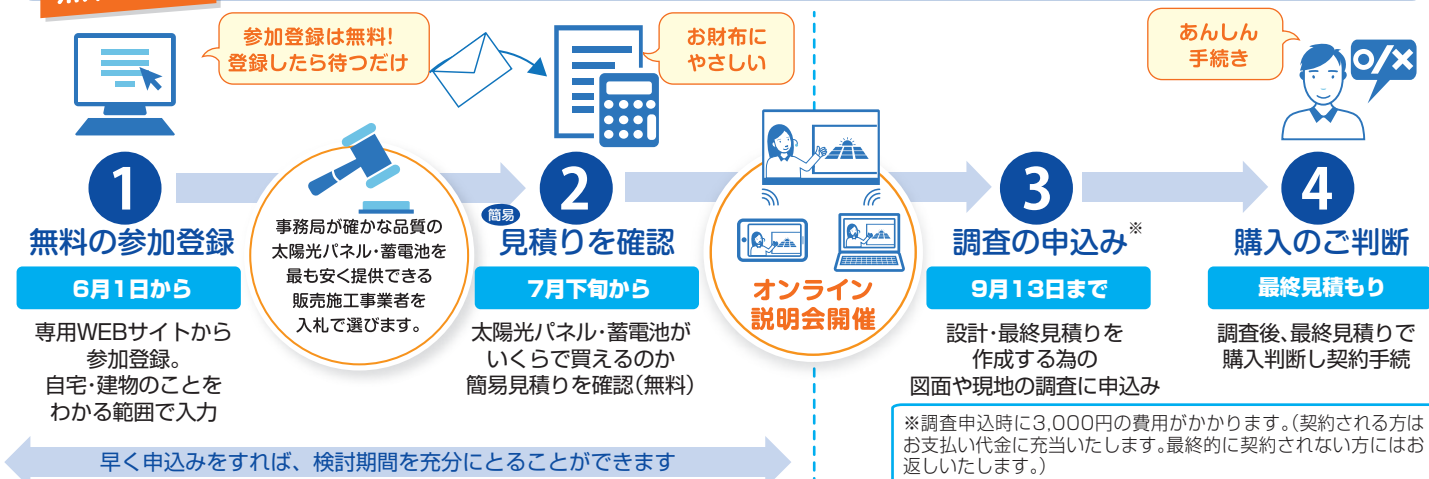 参加登録は無料!
登録したら待つだけ
お財布に
やさしい
あんしん
手続き
○/×
1
無料の参加登録
6月1日から
専用WEBサイトから
参加登録。
自宅・建物のことを
わかる範囲で入力
事務局が確かな品質の
太陽光パネル・蓄電池を
最も安く提供できる
販売施工事業者を
入札で選びます。
2
簡易
見積りを確認
7月下旬から
太陽光パネル・蓄電池が
いくらで買えるのか
簡易見積りを確認(無料)
オンライン
説明会開催
3
調査の申込み※
9月13日まで
設計・最終見積りを
作成する為の
図面や現地の調査に申込み
4
購入のご判断
最終見積もり
調査後、最終見積りで
購入判断し契約手続
早く申込みをすれば、検討期間を充分にとることができます
※調査申込時に3,000円の費用がかかります。(契約される方は
お支払い代金に充当いたします。最終的に契約されない方にはお
返しいたします。)